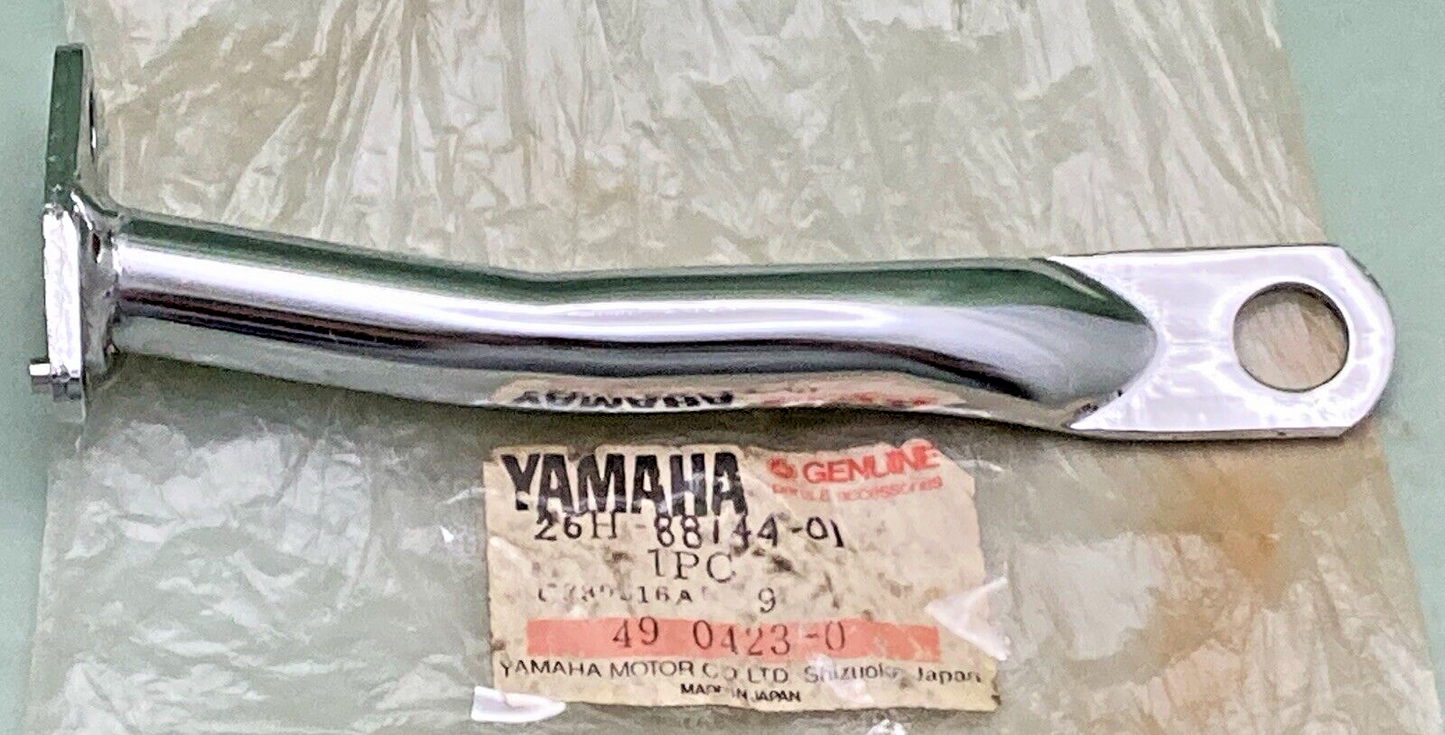 YAMAHA GENUINE
parts & accessories
26H-88144-01
1PC
9
49 0423-0
YAMAHA MOTOR CO LTD Shizuoka Japan
MADE IN JAPAN